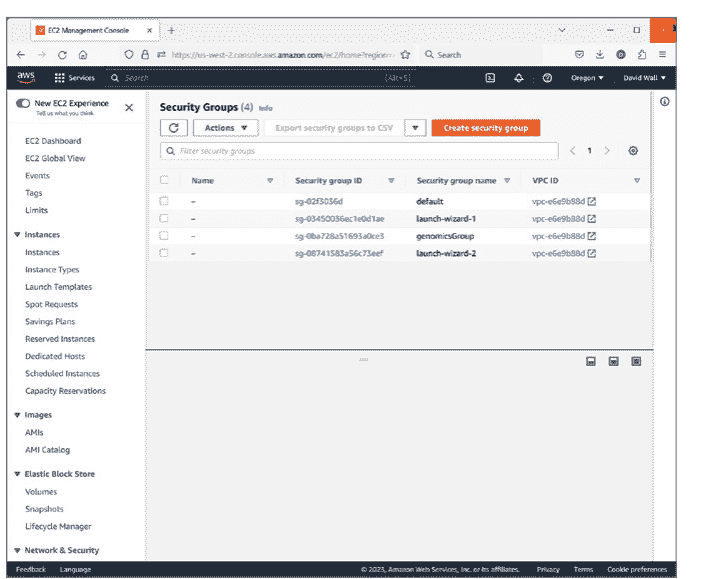 EC2 Management Console
https://us-west-2.console.aws.amazon.com/ec2/home?region=
Search
aws
Services
Search
[Alt+S]
Oregon
David Wall
New EC2 Experience
Tell us what you think
EC2 Dashboard
EC2 Global View
Events
Tags
Limits
Instances
Instances
Instance Types
Launch Templates
Spot Requests
Savings Plans
Reserved Instances
Dedicated Hosts
Scheduled Instances
Capacity Reservations
Images
AMIs
AMI Catalog
Elastic Block Store
Volumes
Snapshots
Lifecycle Manager
Network & Security
Security Groups (4) Info
Actions
Export security groups to CSV
Create security group
Filter security groups
1
Name Security group ID Security group name VPC ID
– sg-02f3036d default vpc-e6e9b88d
– sg-03450036ec1e0d1ae launch-wizard-1 vpc-e6e9b88d
– sg-0ba728a51693a0ce3 genomicsGroup vpc-e6e9b88d
– sg-08741583a56c73eef launch-wizard-2 vpc-e6e9b88d
Feedback Language © 2023, Amazon Web Services, Inc. or its affiliates. Privacy Terms Cookie preferences